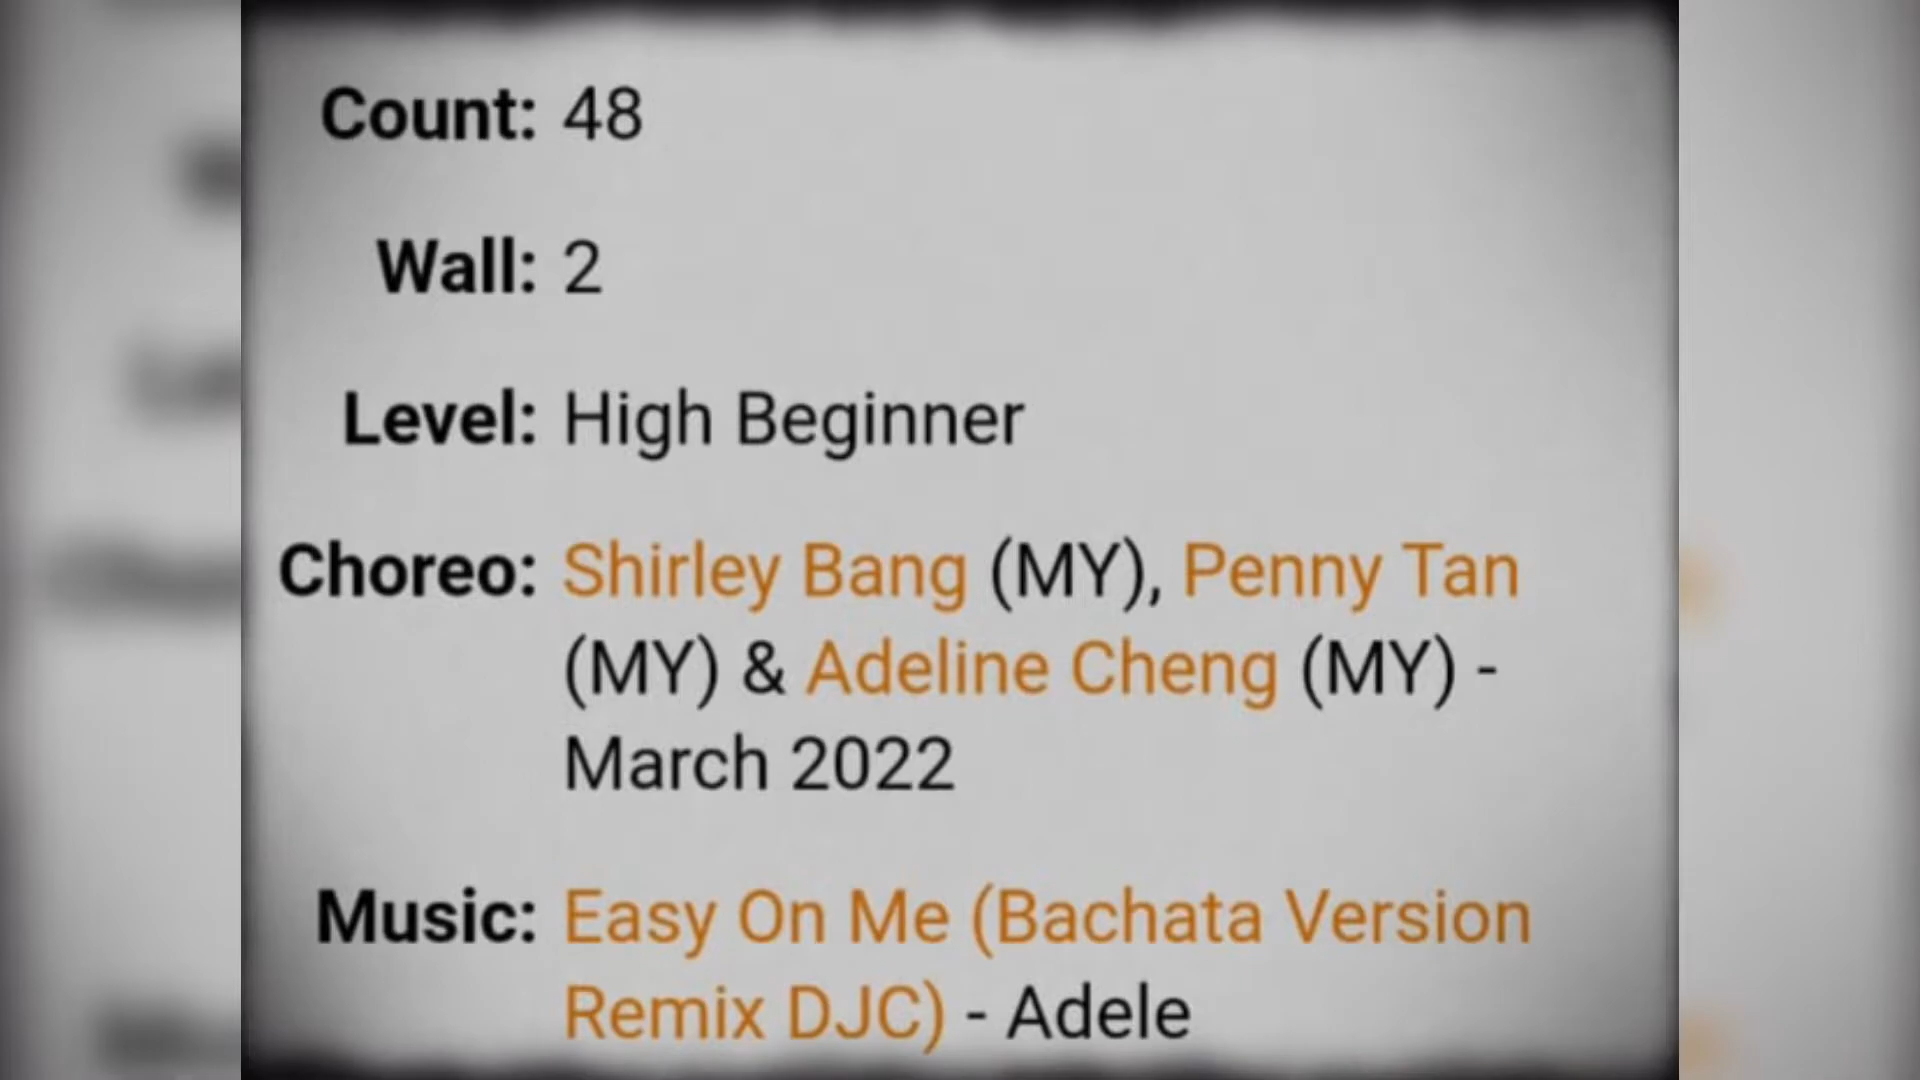 Count: 48
Wall: 2
Level: High Beginner
Choreo: Shirley Bang (MY), Penny Tan
(MY) & Adeline Cheng (MY) -
March 2022
Music: Easy On Me (Bachata Version
Remix DJC) - Adele